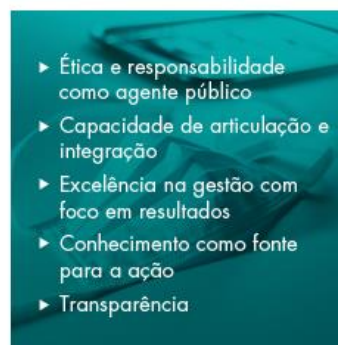 ▸ Ética e responsabilidade
como agente público
▸ Capacidade de articulação e
integração
▸ Excelência na gestão com
foco em resultados
▸ Conhecimento como fonte
para a ação
▸ Transparência